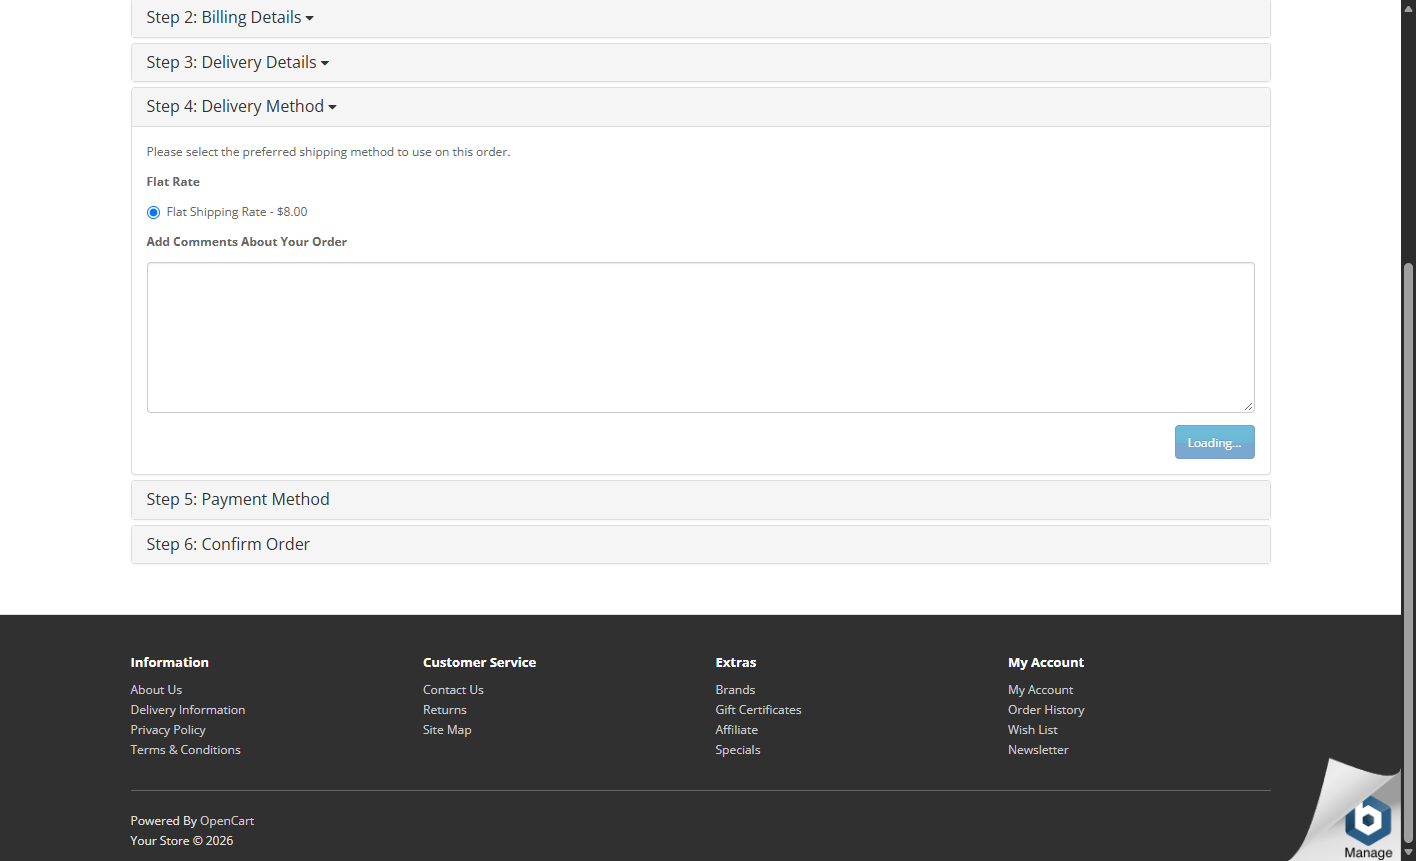 Step 2: Billing Details
Step 3: Delivery Details
Step 4: Delivery Method
Please select the preferred shipping method to use on this order.
Flat Rate
Flat Shipping Rate - $8.00
Add Comments About Your Order
Loading...
Step 5: Payment Method
Step 6: Confirm Order
Information
About Us
Delivery Information
Privacy Policy
Terms & Conditions
Customer Service
Contact Us
Returns
Site Map
Extras
Brands
Gift Certificates
Affiliate
Specials
My Account
My Account
Order History
Wish List
Newsletter
Powered By OpenCart
Your Store © 2026
b
Manage